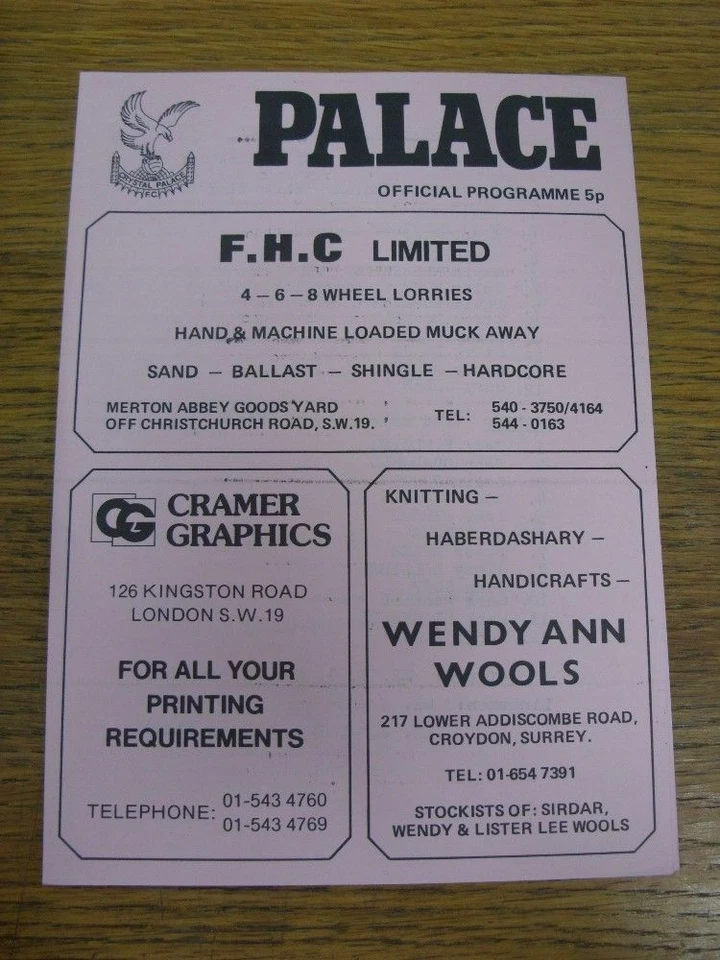 PALACE
CRYSTAL PALACE
F.C.
OFFICIAL PROGRAMME 5p
F.H.C LIMITED
4 – 6 – 8 WHEEL LORRIES
HAND & MACHINE LOADED MUCK AWAY
SAND – BALLAST – SHINGLE – HARDCORE
MERTON ABBEY GOODS YARD
OFF CHRISTCHURCH ROAD, S.W.19.
TEL: 540 - 3750/4164
544 - 0163
CG
CRAMER
GRAPHICS
126 KINGSTON ROAD
LONDON S.W.19
FOR ALL YOUR
PRINTING
REQUIREMENTS
TELEPHONE: 01-543 4760
01-543 4769
KNITTING –
HABERDASHARY –
HANDICRAFTS –
WENDY ANN
WOOLS
217 LOWER ADDISCOMBE ROAD,
CROYDON, SURREY.
TEL: 01-654 7391
STOCKISTS OF: SIRDAR,
WENDY & LISTER LEE WOOLS